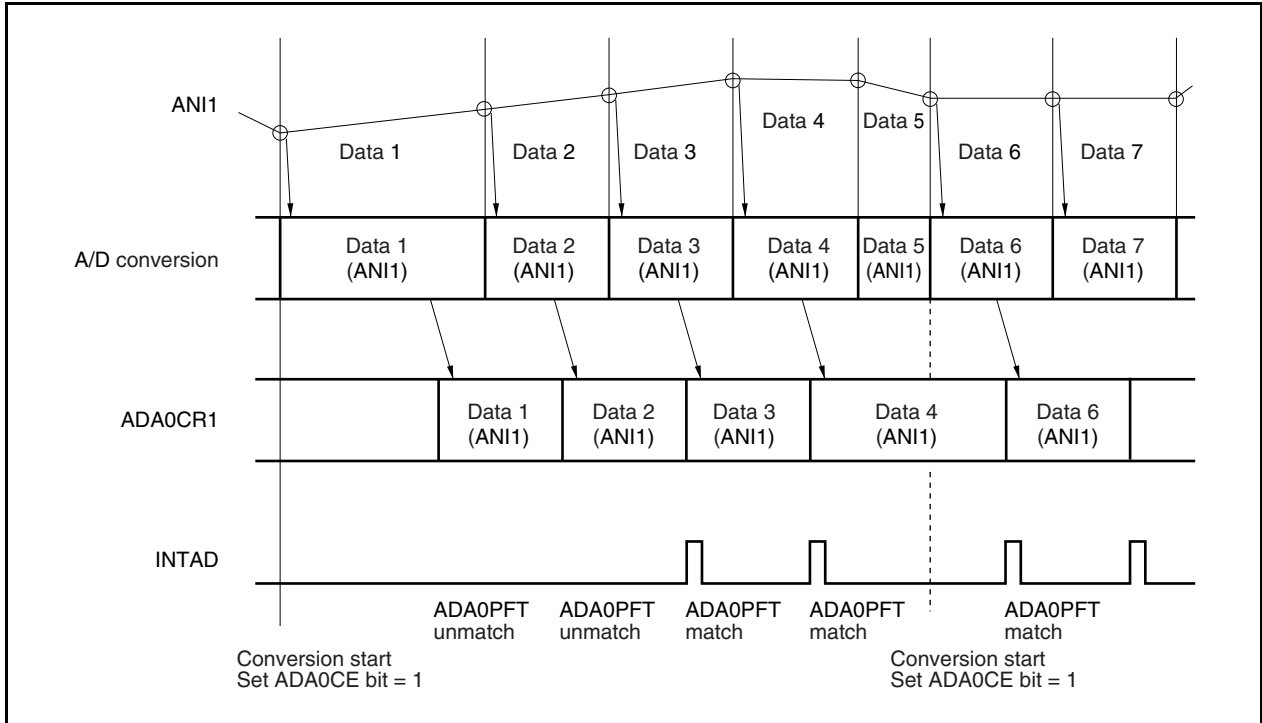 ANI1
Data 1
Data 2
Data 3
Data 4
Data 5
Data 6
Data 7
A/D conversion
Data 1
(ANI1)
Data 2
(ANI1)
Data 3
(ANI1)
Data 4
(ANI1)
Data 5
(ANI1)
Data 6
(ANI1)
Data 7
(ANI1)
ADA0CR1
Data 1
(ANI1)
Data 2
(ANI1)
Data 3
(ANI1)
Data 4
(ANI1)
Data 6
(ANI1)
INTAD
ADA0PFT
unmatch
ADA0PFT
unmatch
ADA0PFT
match
ADA0PFT
match
ADA0PFT
match
Conversion start
Set ADA0CE bit = 1
Conversion start
Set ADA0CE bit = 1